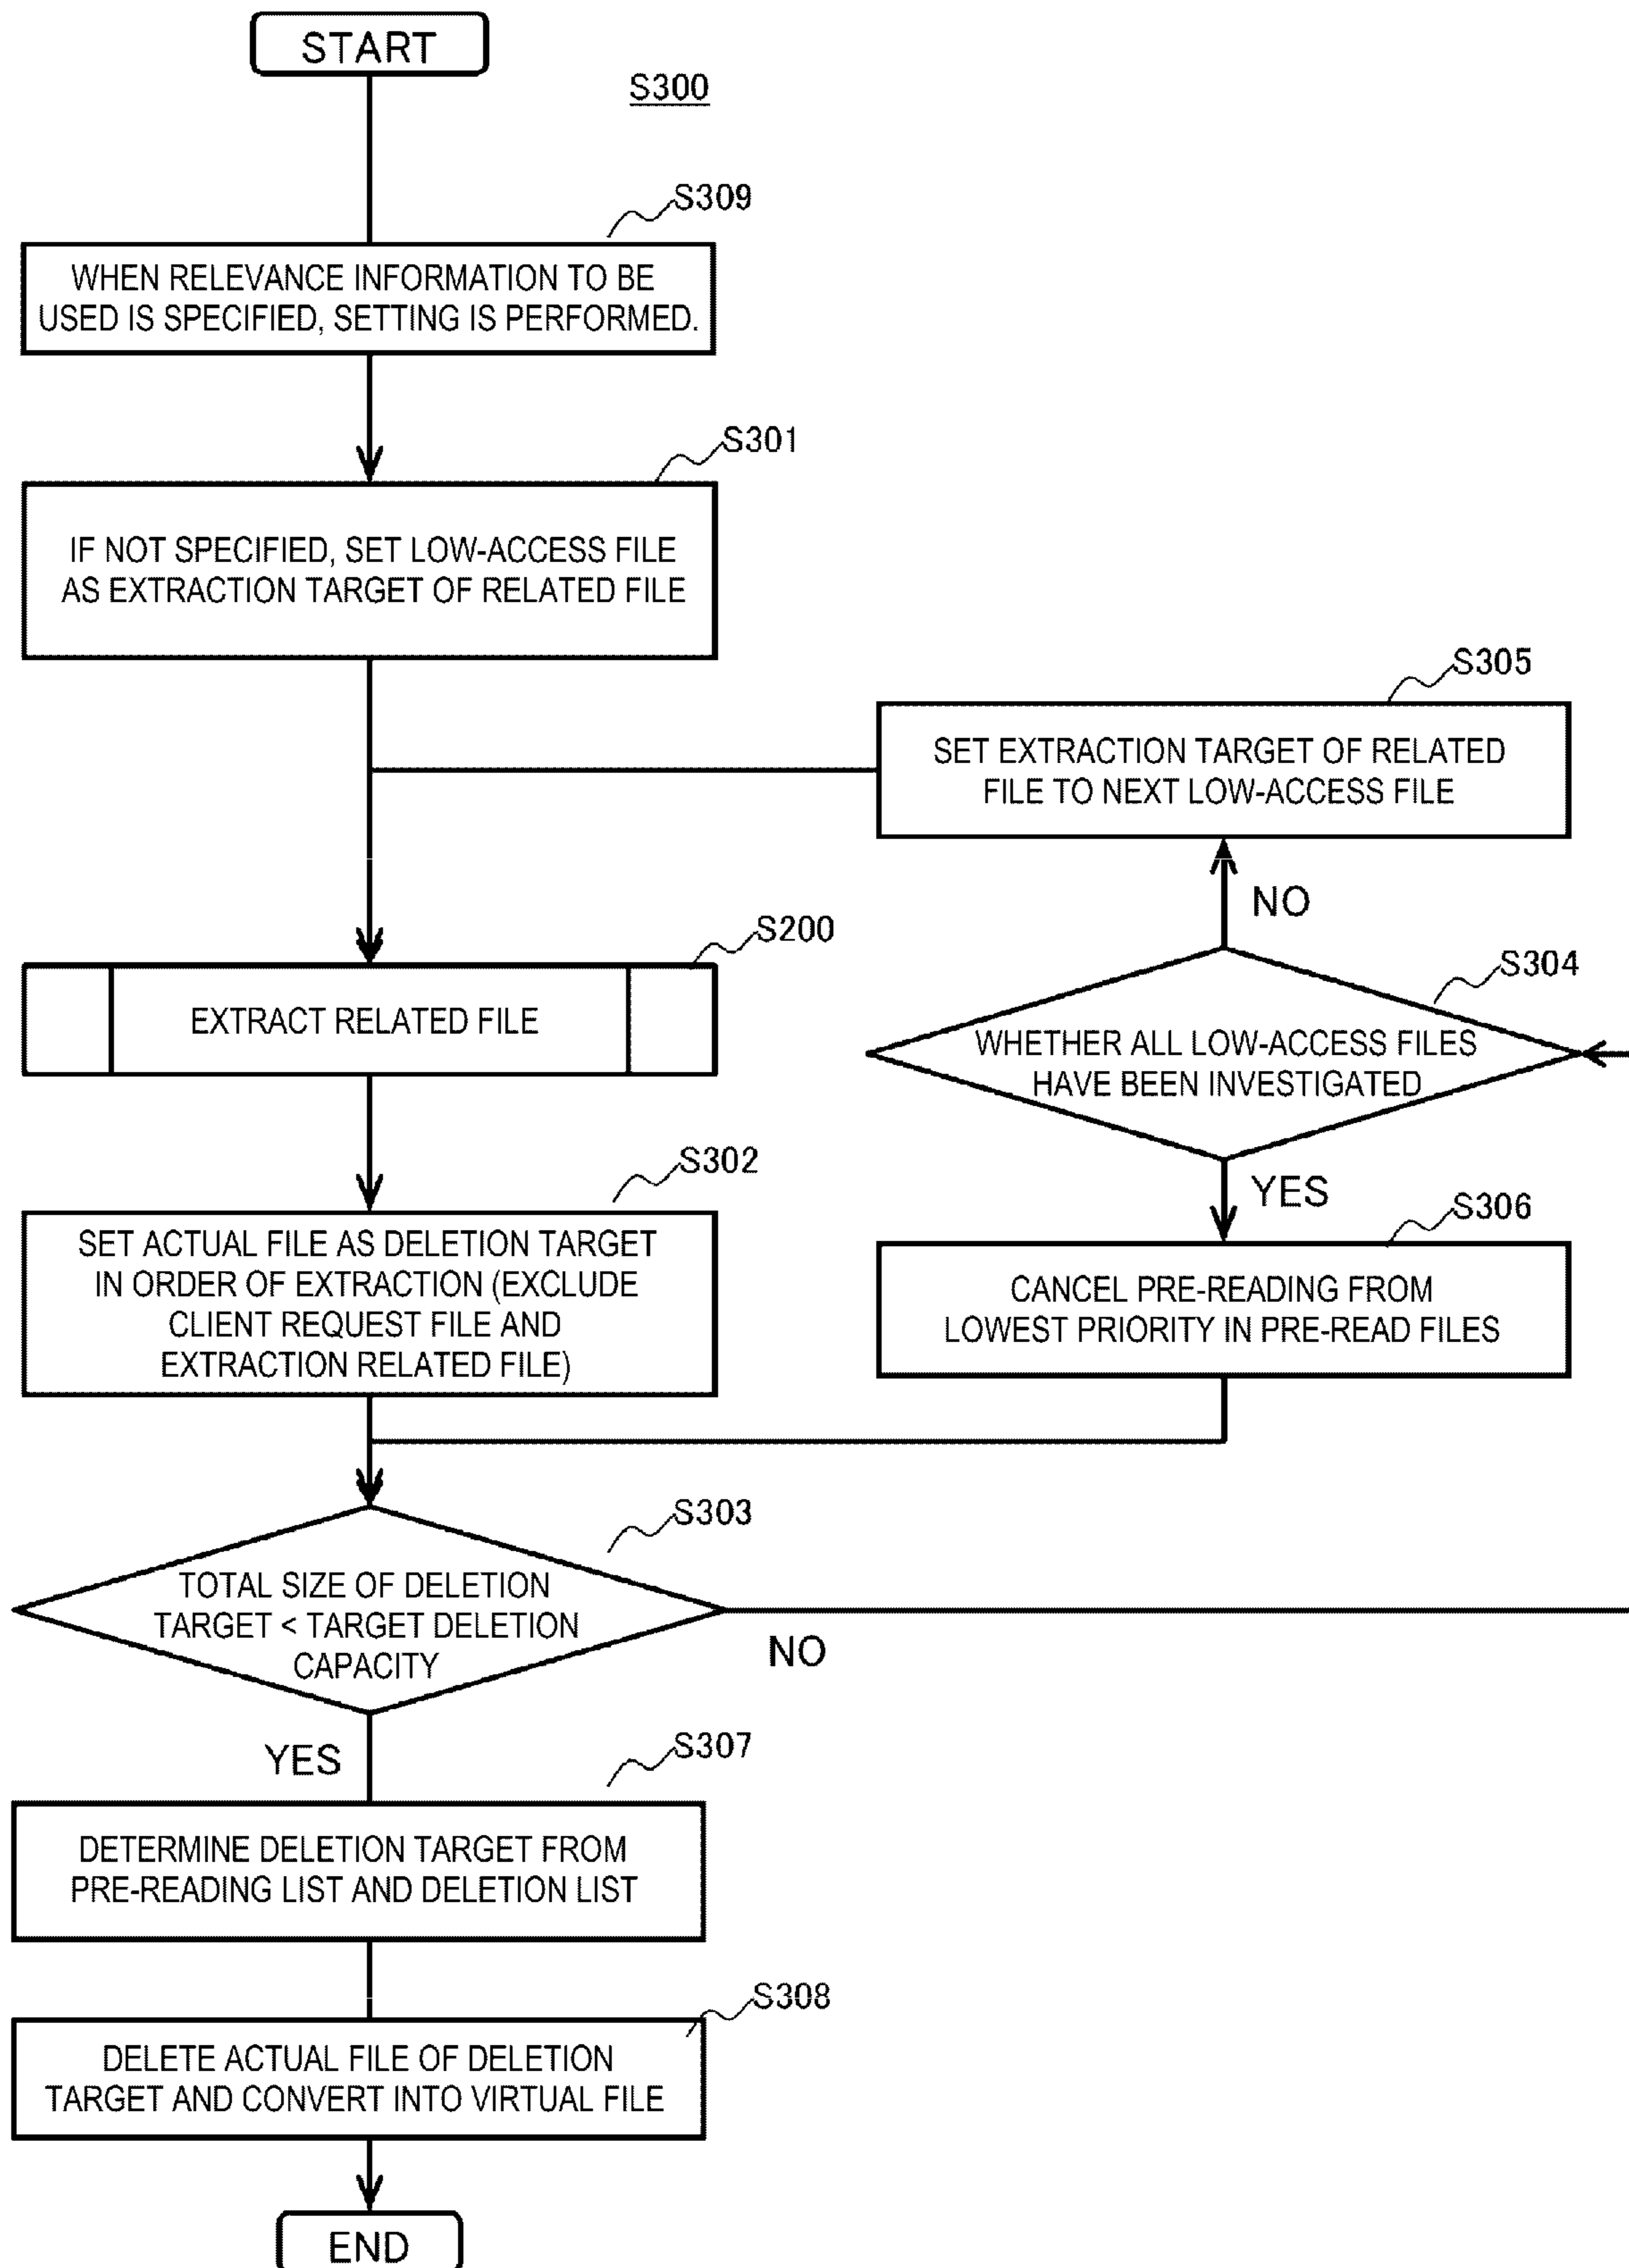 START
S300
S309
WHEN RELEVANCE INFORMATION TO BE
USED IS SPECIFIED, SETTING IS PERFORMED.
S301
IF NOT SPECIFIED, SET LOW-ACCESS FILE
AS EXTRACTION TARGET OF RELATED FILE
S305
SET EXTRACTION TARGET OF RELATED
FILE TO NEXT LOW-ACCESS FILE
NO
S200
EXTRACT RELATED FILE
S304
WHETHER ALL LOW-ACCESS FILES
HAVE BEEN INVESTIGATED
YES
S302
SET ACTUAL FILE AS DELETION TARGET
IN ORDER OF EXTRACTION (EXCLUDE
CLIENT REQUEST FILE AND
EXTRACTION RELATED FILE)
S306
CANCEL PRE-READING FROM
LOWEST PRIORITY IN PRE-READ FILES
S303
TOTAL SIZE OF DELETION
TARGET < TARGET DELETION
CAPACITY
NO
YES
S307
DETERMINE DELETION TARGET FROM
PRE-READING LIST AND DELETION LIST
S308
DELETE ACTUAL FILE OF DELETION
TARGET AND CONVERT INTO VIRTUAL FILE
END